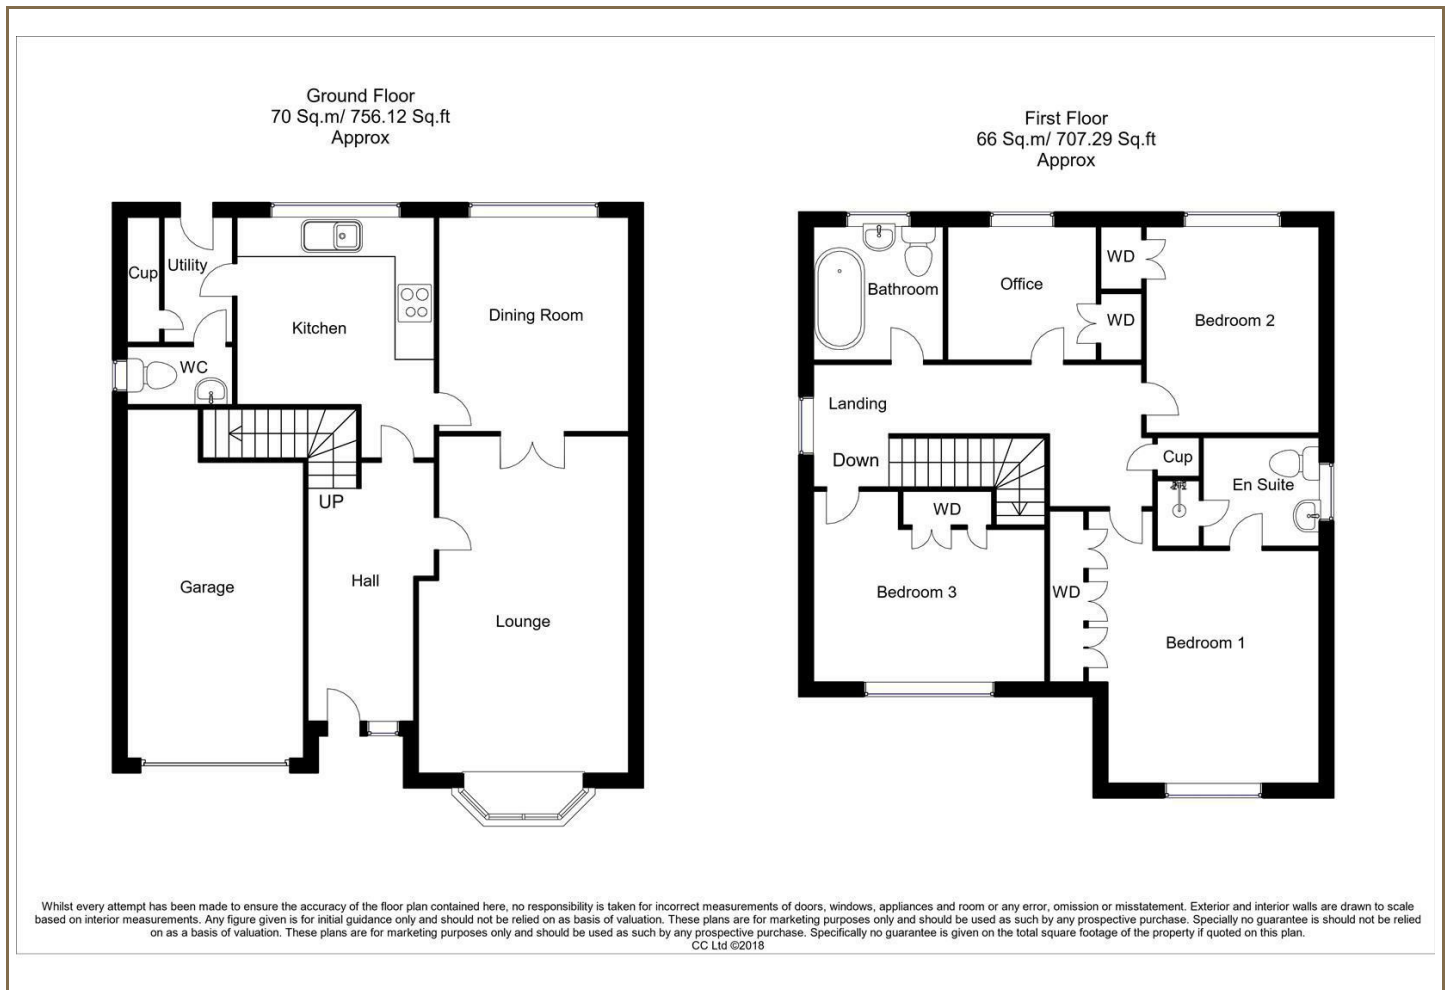 Ground Floor
70 Sq.m/ 756.12 Sq.ft
Approx
Cup
Utility
Kitchen
Dining Room
WC
UP
Garage
Hall
Lounge
First Floor
66 Sq.m/ 707.29 Sq.ft
Approx
Bathroom
Office
WD
WD
Bedroom 2
Landing
Down
Cup
En Suite
WD
Bedroom 3
WD
Bedroom 1
Whilst every attempt has been made to ensure the accuracy of the floor plan contained here, no responsibility is taken for incorrect measurements of doors, windows, appliances and room or any error, omission or misstatement. Exterior and interior walls are drawn to scale
based on interior measurements. Any figure given is for initial guidance only and should not be relied on as basis of valuation. These plans are for marketing purposes only and should be used as such by any prospective purchase. Specially no guarantee is should not be relied
on as a basis of valuation. These plans are for marketing purposes only and should be used as such by any prospective purchase. Specifically no guarantee is given on the total square footage of the property if quoted on this plan.
CC Ltd ©2018